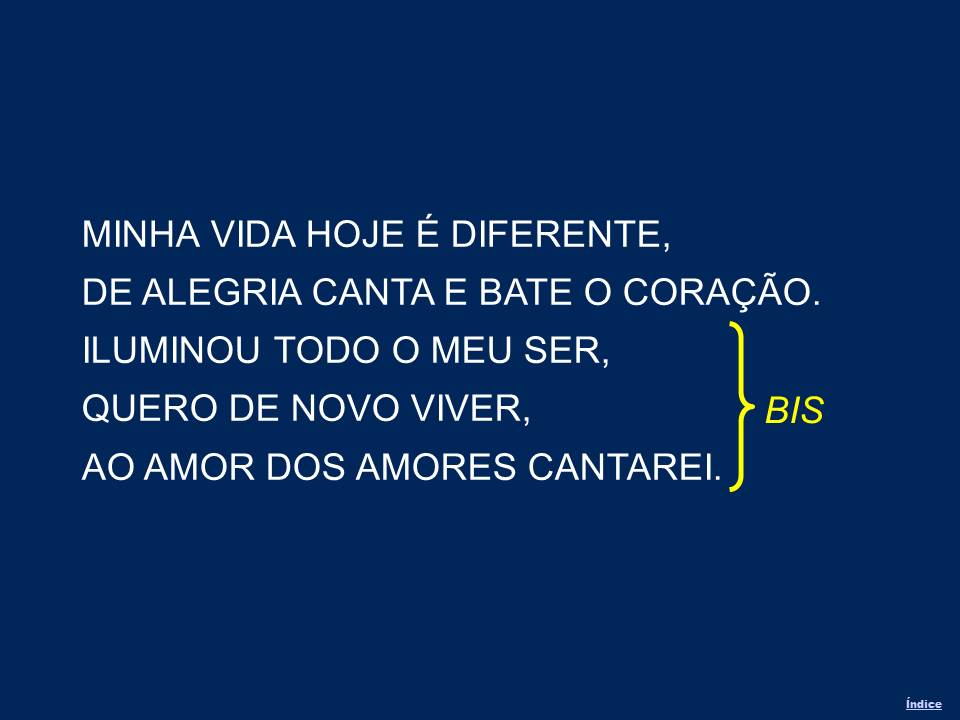 MINHA VIDA HOJE É DIFERENTE,
DE ALEGRIA CANTA E BATE O CORAÇÃO.
ILUMINOU TODO O MEU SER,
QUERO DE NOVO VIVER,
AO AMOR DOS AMORES CANTAREI.
BIS
Índice